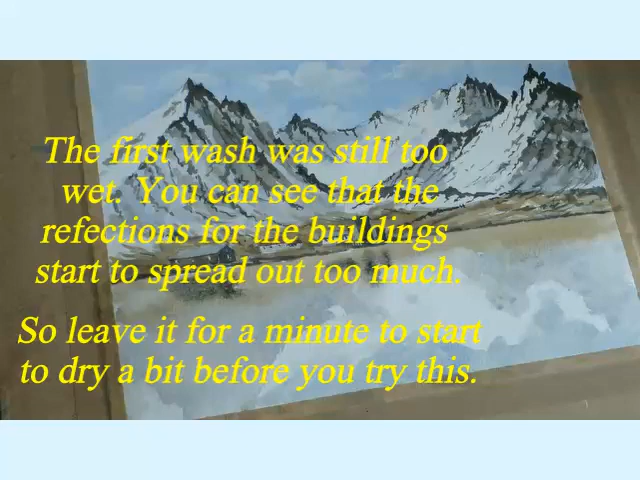 The first wash was still too
wet. You can see that the
refections for the buildings
start to spread out too much.
So leave it for a minute to start
to dry a bit before you try this.